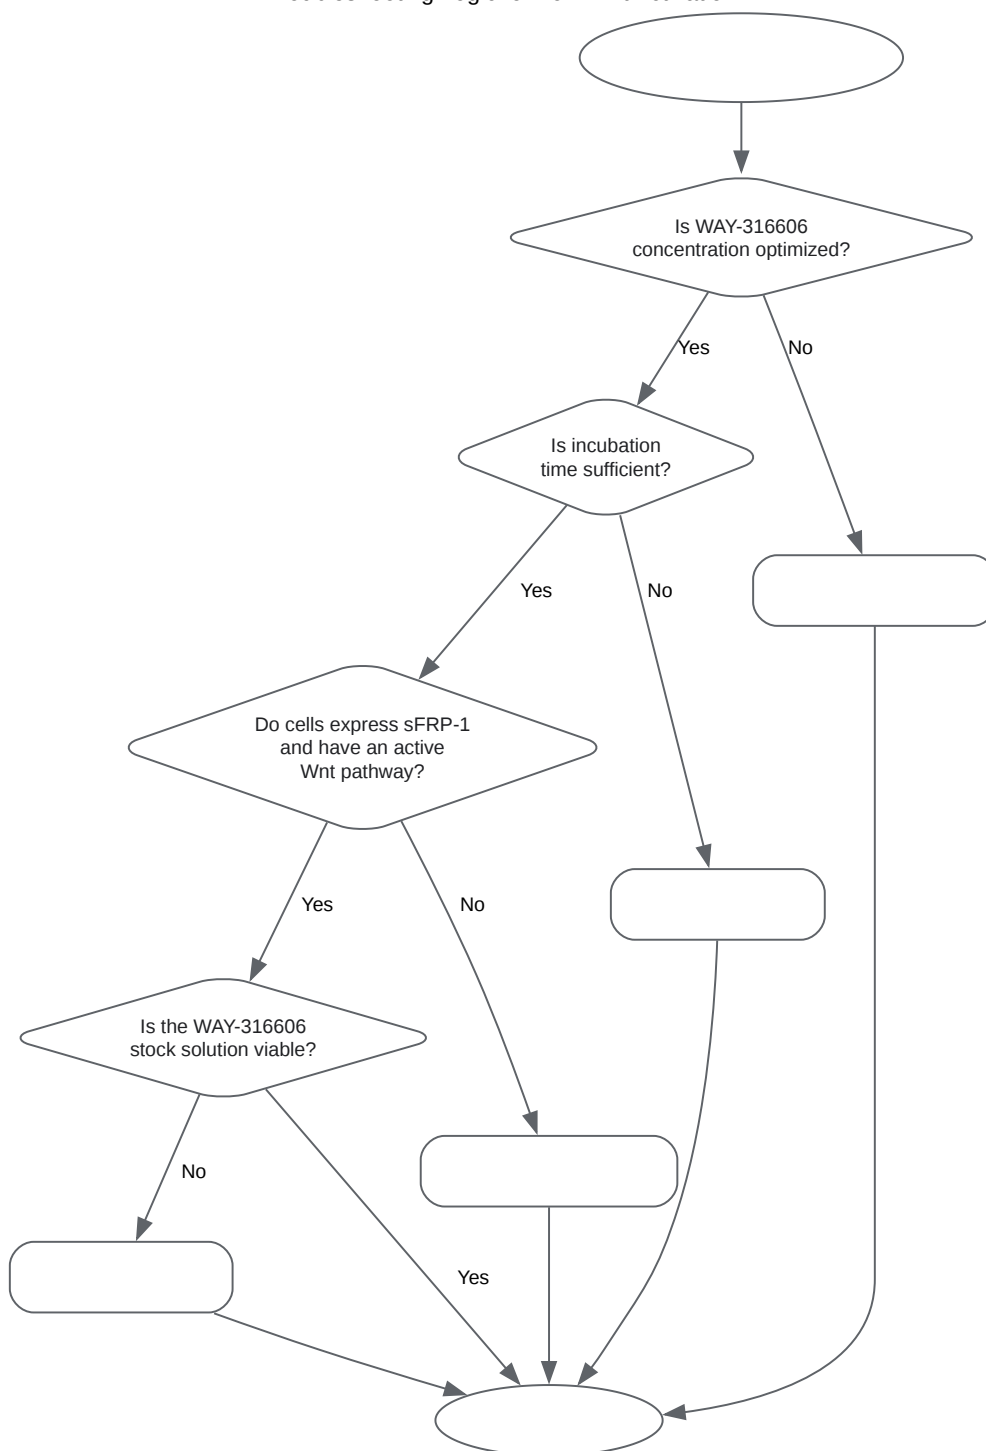 Is WAY-316606
concentration optimized?
Yes
No
Is incubation
time sufficient?
Yes
No
Do cells express sFRP-1
and have an active
Wnt pathway?
Yes
No
Is the WAY-316606
stock solution viable?
No
Yes